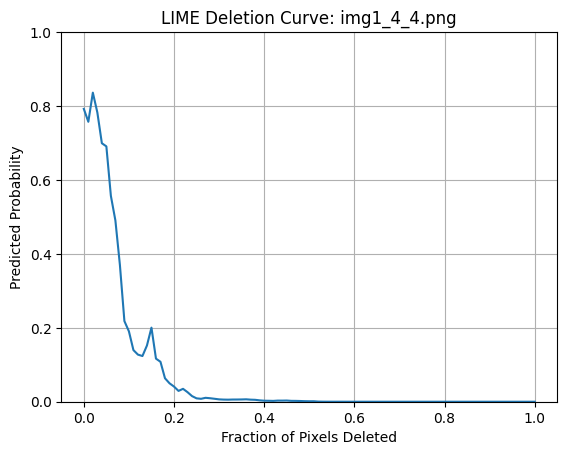 LIME Deletion Curve: img1_4_4.png
1.0
0.8
0.6
0.4
0.2
0.0
Predicted Probability
0.0 0.2 0.4 0.6 0.8 1.0
Fraction of Pixels Deleted